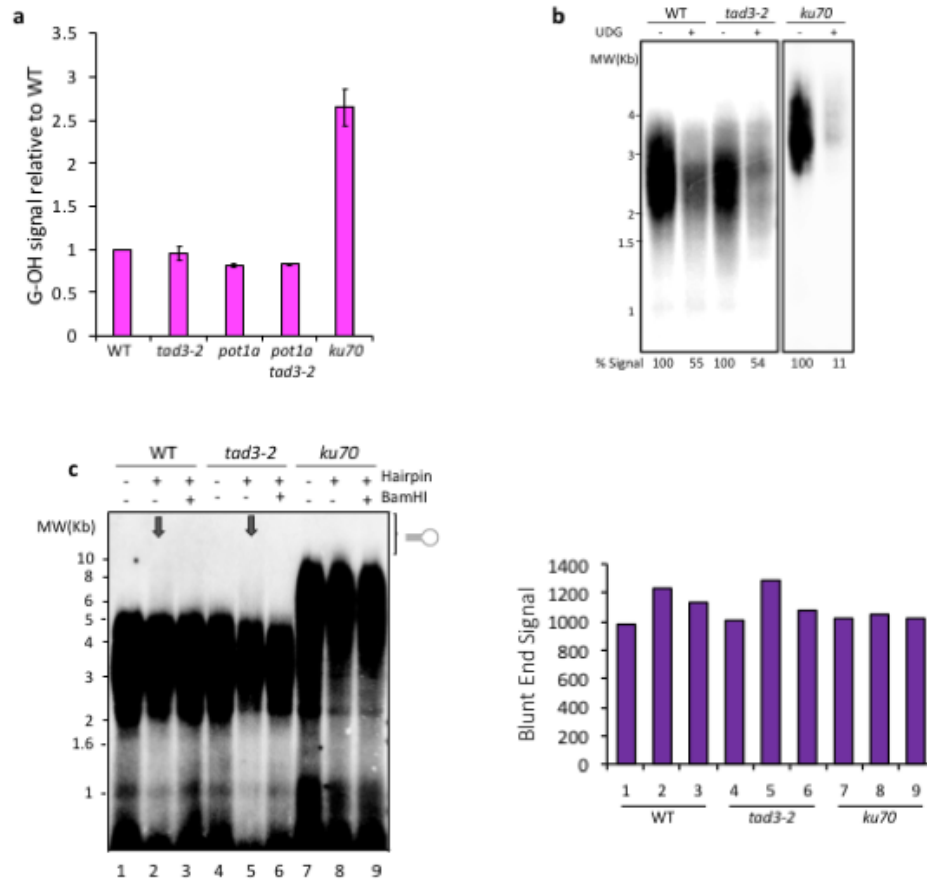 a
3.5
3
2.5
2
1.5
1
0.5
0
G-OH signal relative to WT
WT tad3-2 pot1a pot1a ku70
tad3-2
b
WT tad3-2 ku70
UDG - + - + - +
MW(Kb)
4
3
2
1.5
1
% Signal 100 55 100 54 100 11
c
WT tad3-2 ku70
- + + - + + - + + Hairpin
- - + - - + - - + BamHI
MW(Kb)
10
8
6
5
4
3
2
1.6
1
1 2 3 4 5 6 7 8 9
1400
1200
1000
800
600
400
200
0
Blunt End Signal
1 2 3 4 5 6 7 8 9
WT tad3-2 ku70